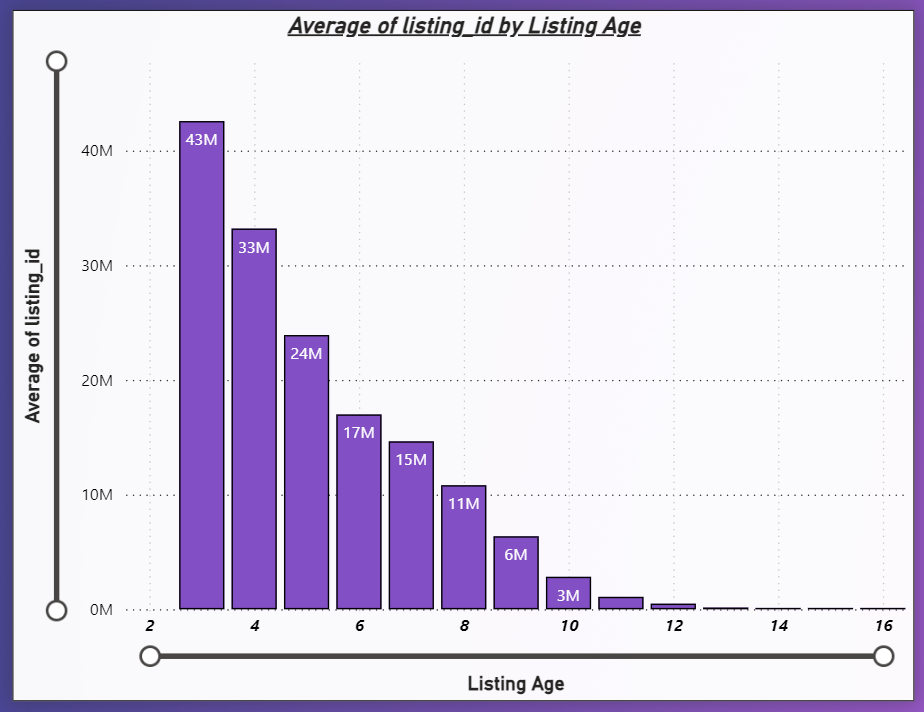 Average of listing_id by Listing Age
Average of listing_id
40M
30M
20M
10M
0M
43M
33M
24M
17M
15M
11M
6M
3M
2 4 6 8 10 12 14 16
Listing Age